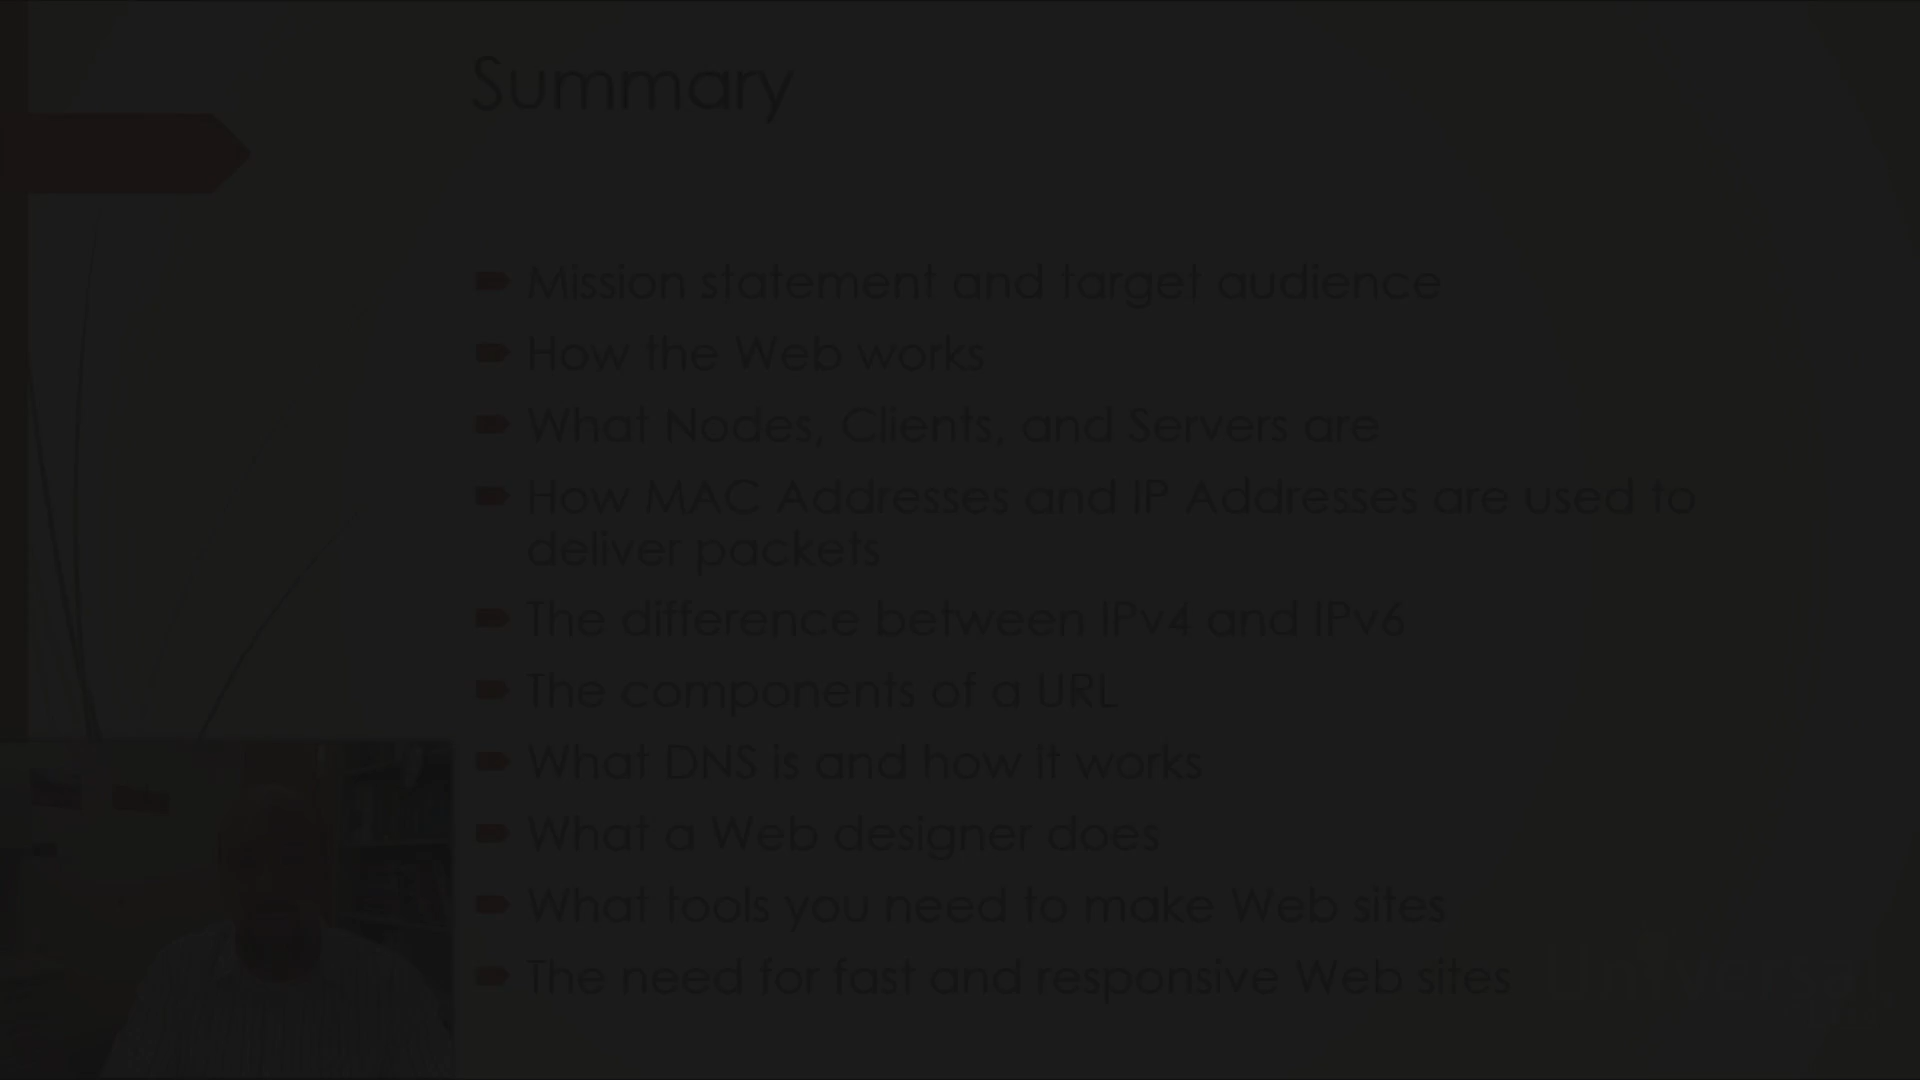 Summary
Mission statement and target audience
How the Web works
What Nodes, Clients, and Servers are
How MAC Addresses and IP Addresses are used to
deliver packets
The difference between IPv4 and IPv6
The components of a URL
What DNS is and how it works
What a Web designer does
What tools you need to make Web sites
The need for fast and responsive Web sites